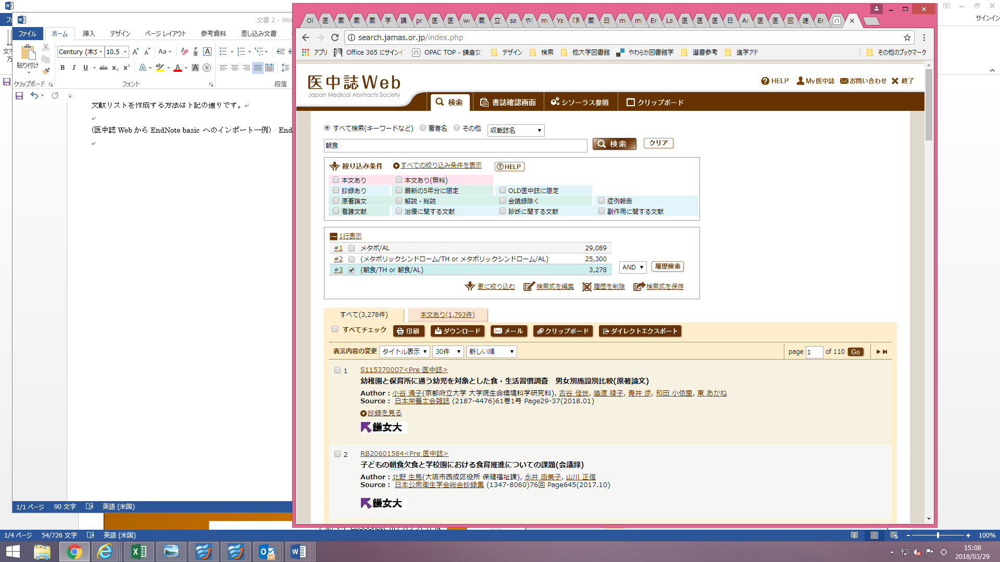 文書 2 - Wor
サインイン
ファイル ホーム 挿入 デザイン ページ レイアウト 参考資料 差し込み文書
Century (本文 10.5
貼り付け
クリップボード フォント 段落
文献リストを作成する方法は下記の通りです。
(医中誌 Web から EndNote basic へのインポート一例) End
1/1 ページ 90 文字 英語 (米国)
search.jamas.or.jp/index.php
アプリ Office 365 にサインイン OPAC TOP - 鎌倉女子 デザイン 検索 他大学図書館 やわらか図書館学 選書参考 進学アド その他のブックマーク
医中誌Web
Japan Medical Abstracts Society
HELP My医中誌 お問い合わせ 終了
検索 書誌確認画面 シソーラス参照 クリップボード
すべて検索(キーワードなど) 著者名 その他 収載誌名
朝食 検索 クリア
絞り込み条件 すべての絞り込み条件を表示 HELP
本文あり 本文あり(無料)
抄録あり 最新の5年分に限定 OLD医中誌に限定
原著論文 解説・総説 会議録除く 症例報告
看護文献 治療に関する文献 診断に関する文献 副作用に関する文献
1行表示
#1 メタボ/AL 29,089
#2 (メタボリックシンドローム/TH or メタボリックシンドローム/AL) 25,300
#3 (朝食/TH or 朝食/AL) 3,278
AND 履歴検索
更に絞り込む 検索式を編集 履歴を削除 検索式を保存
すべて(3,278件) 本文あり(1,793件)
すべてチェック 印刷 ダウンロード メール クリップボード ダイレクトエクスポート
表示内容の変更 タイトル表示 30件 新しい順 page 1 of 110 Go
1 S115370007<Pre 医中誌>
幼稚園と保育所に通う幼児を対象とした食・生活習慣調査 男女別施設別比較(原著論文)
Author : 小谷 清子(京都府立大学 大学院生命環境科学研究科), 古谷 佳世, 猿渡 綾子, 青井 渉, 和田 小依里, 東 あかね
Source : 日本栄養士会雑誌 (2187-4476)61巻1号 Page29-37(2018.01)
抄録を見る
鎌女大
2 RB20601584<Pre 医中誌>
子どもの朝食欠食と学校園における食育推進についての課題(会議録)
Author : 北野 生馬(大阪市西成区役所 保健福祉課), 永井 由美子, 山川 正信
Source : 日本公衆衛生学会総会抄録集 (1347-8060)76回 Page645(2017.10)
鎌女大
1/4 ページ 54/726 文字 英語 (米国) 100%
15:08
2018/03/29